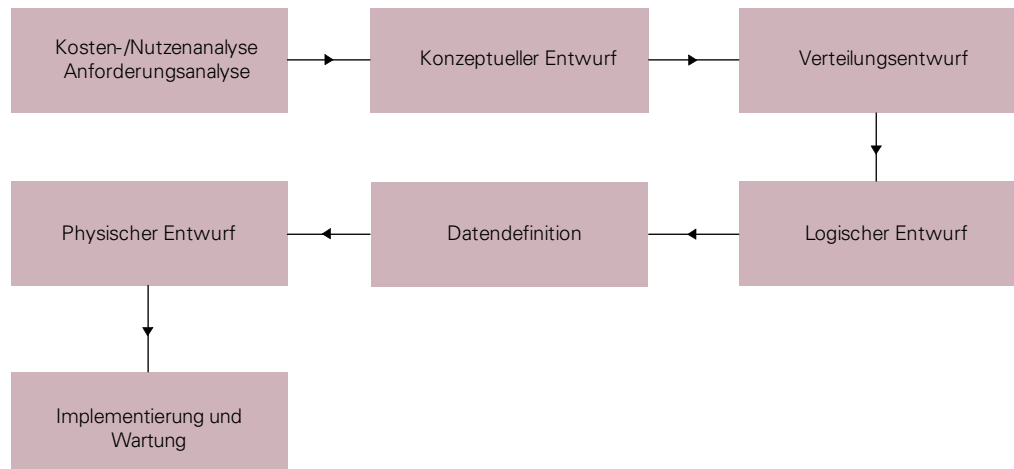 Kosten-/Nutzenanalyse
Anforderungsanalyse
Konzeptueller Entwurf
Verteilungsentwurf
Logischer Entwurf
Datendefinition
Physischer Entwurf
Implementierung und
Wartung